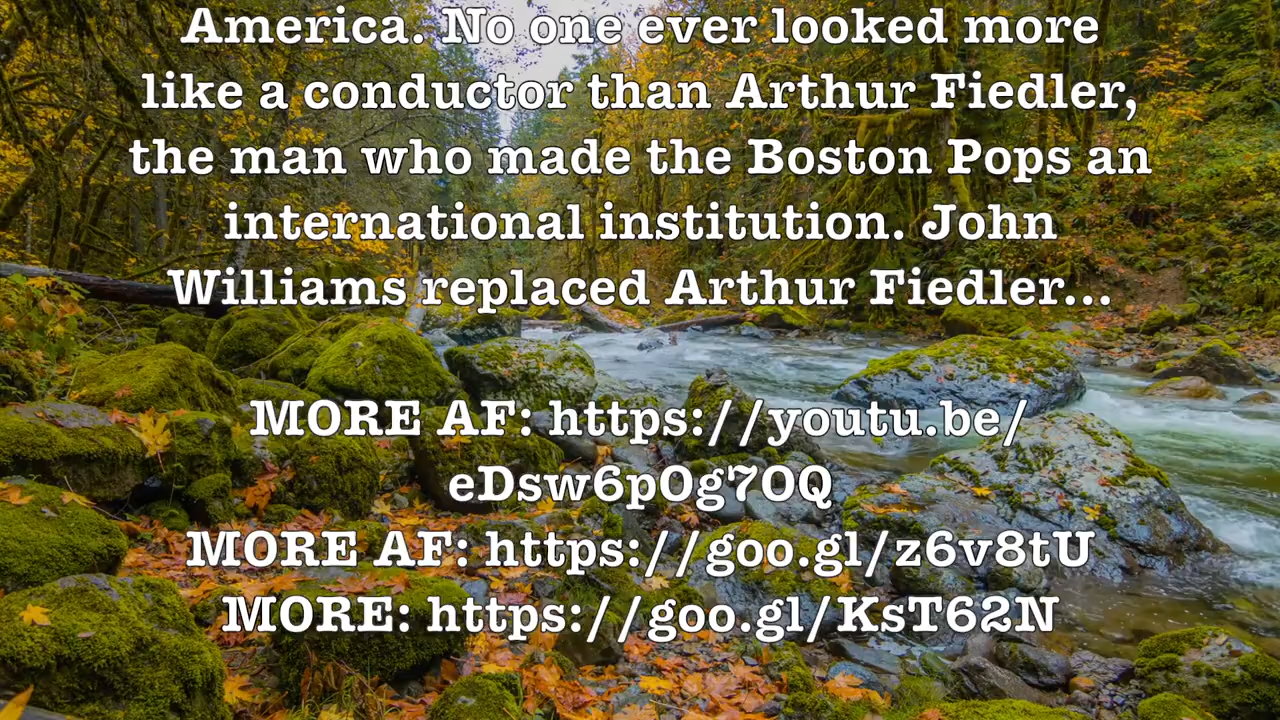 America. No one ever looked more
like a conductor than Arthur Fiedler,
the man who made the Boston Pops an
international institution. John
Williams replaced Arthur Fiedler...
MORE AF: https://youtu.be/
eDsw6pOg7OQ
MORE AF: https://goo.gl/z6v8tU
MORE: https://goo.gl/KsT62N